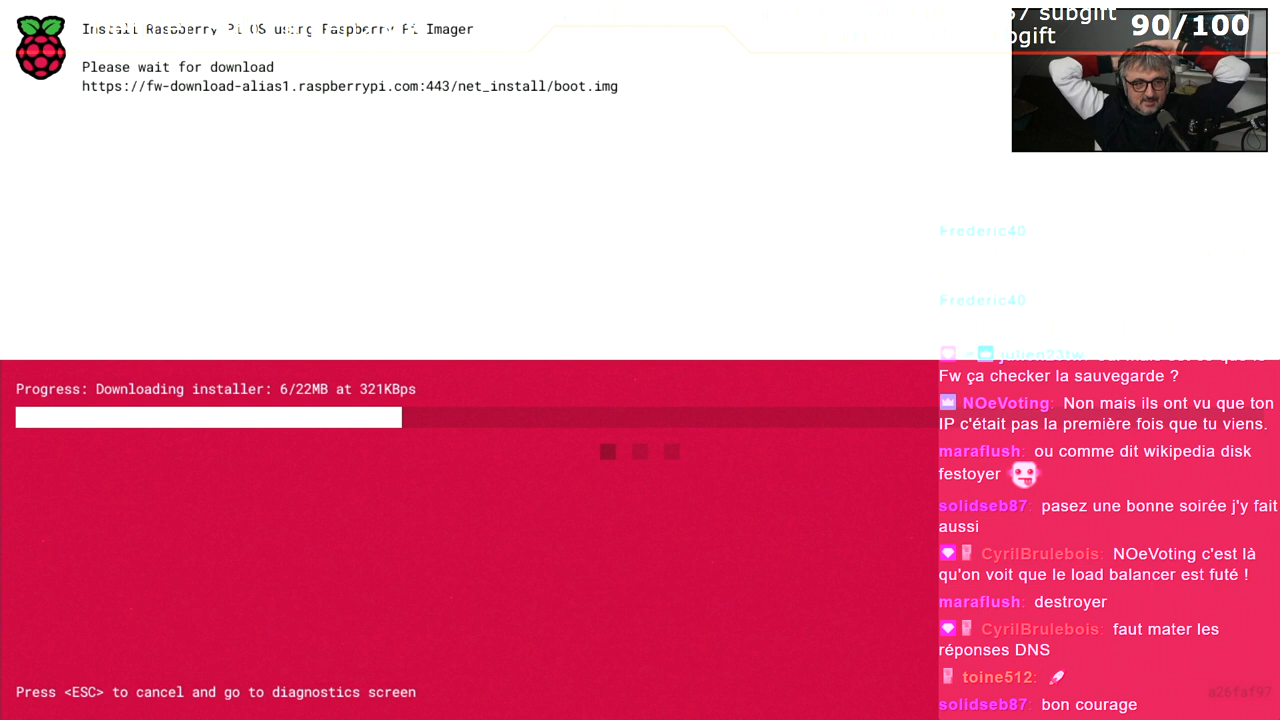 Install Raspberry Pi OS using Raspberry Pi Imager
Please wait for download
https://fw-download-alias1.raspberrypi.com:443/net_install/boot.img
subgift
90/100
Frederic40
Frederic40
julien23fw:
Fw ça checker la sauvegarde ?
NOeVoting: Non mais ils ont vu que ton
IP c'était pas la première fois que tu viens.
maraflush: ou comme dit wikipedia disk
festoyer
solidseb87: pasez une bonne soirée j'y fait
aussi
CyrilBrulebois: NOeVoting c'est là
qu'on voit que le load balancer est futé !
maraflush: destroyer
CyrilBrulebois: faut mater les
réponses DNS
toine512:
solidseb87: bon courage
Progress: Downloading installer: 6/22MB at 321KBps
Press <ESC> to cancel and go to diagnostics screen
a26faf97